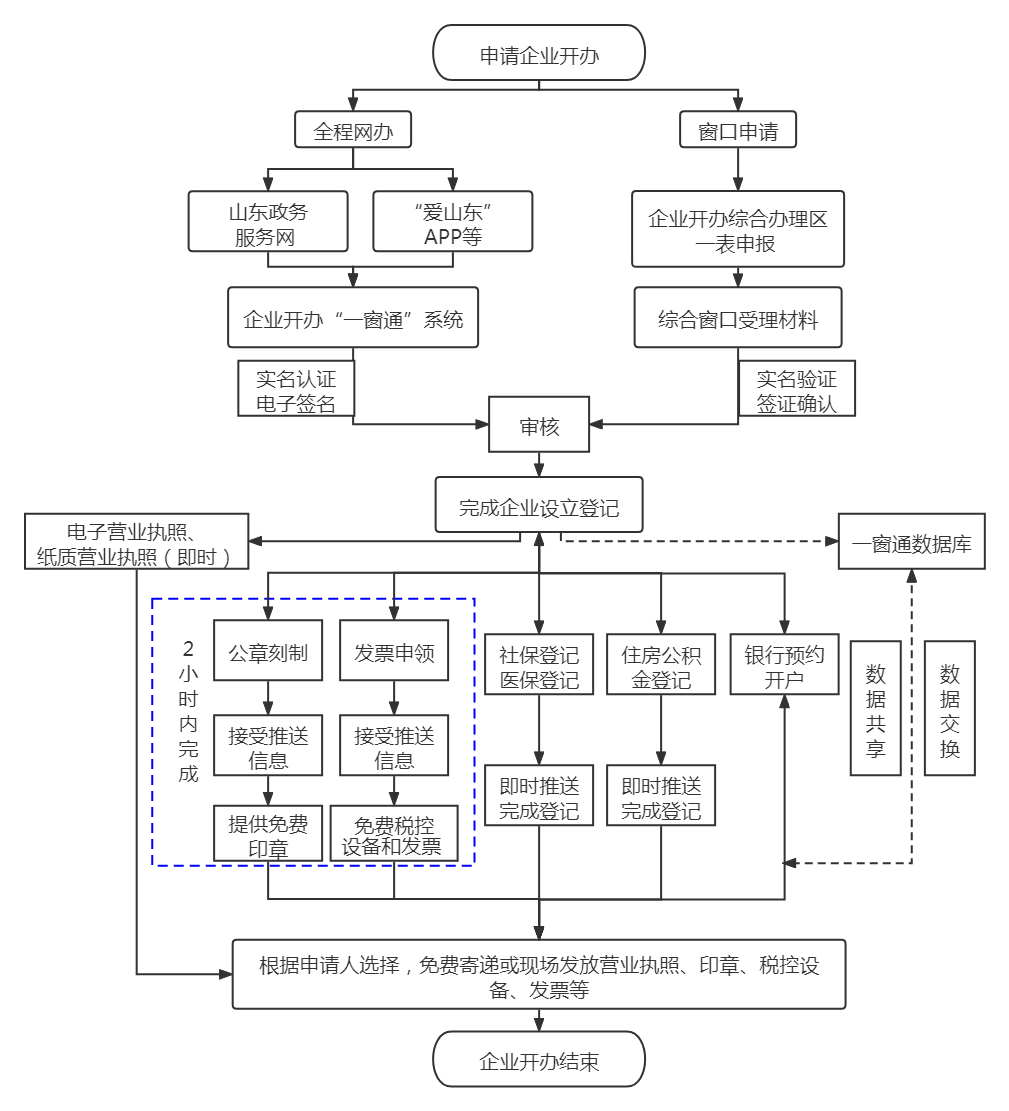 申请企业开办
全程网办
窗口申请
山东政务
服务网
“爱山东”
APP等
企业开办综合办理区
一表申报
企业开办“一窗通”系统
综合窗口受理材料
实名认证
电子签名
实名验证
签证确认
审核
完成企业设立登记
电子营业执照、
纸质营业执照（即时）
一窗通数据库
2
小
时
内
完
成
公章刻制
发票申领
社保登记
医保登记
住房公积
金登记
银行预约
开户
数
据
共
享
数
据
交
换
接受推送
信息
接受推送
信息
即时推送
完成登记
即时推送
完成登记
提供免费
印章
免费税控
设备和发票
根据申请人选择，免费寄递或现场发放营业执照、印章、税控设
备、发票等
企业开办结束